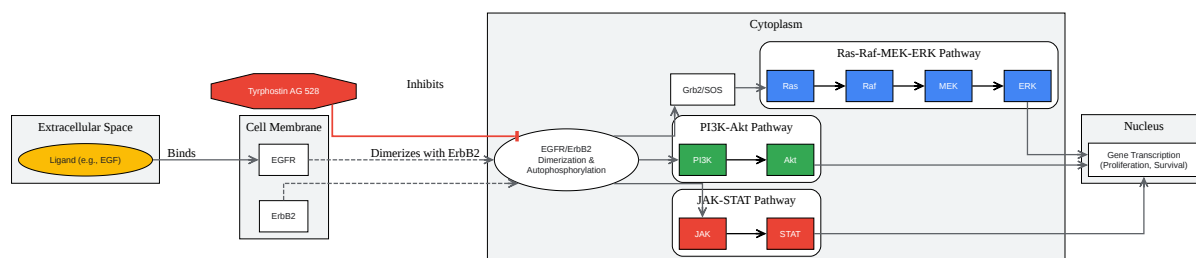 Cytoplasm
Ras-Raf-MEK-ERK Pathway
Inhibits
Tyrphostin AG 528
Grb2/SOS
Ras
Raf
MEK
ERK
Extracellular Space
Cell Membrane
PI3K-Akt Pathway
Nucleus
Ligand (e.g., EGF)
Binds
EGFR
Dimerizes with ErbB2
EGFR/ErbB2
Dimerization &
Autophosphorylation
PI3K
Akt
Gene Transcription
(Proliferation, Survival)
ErbB2
JAK-STAT Pathway
JAK
STAT